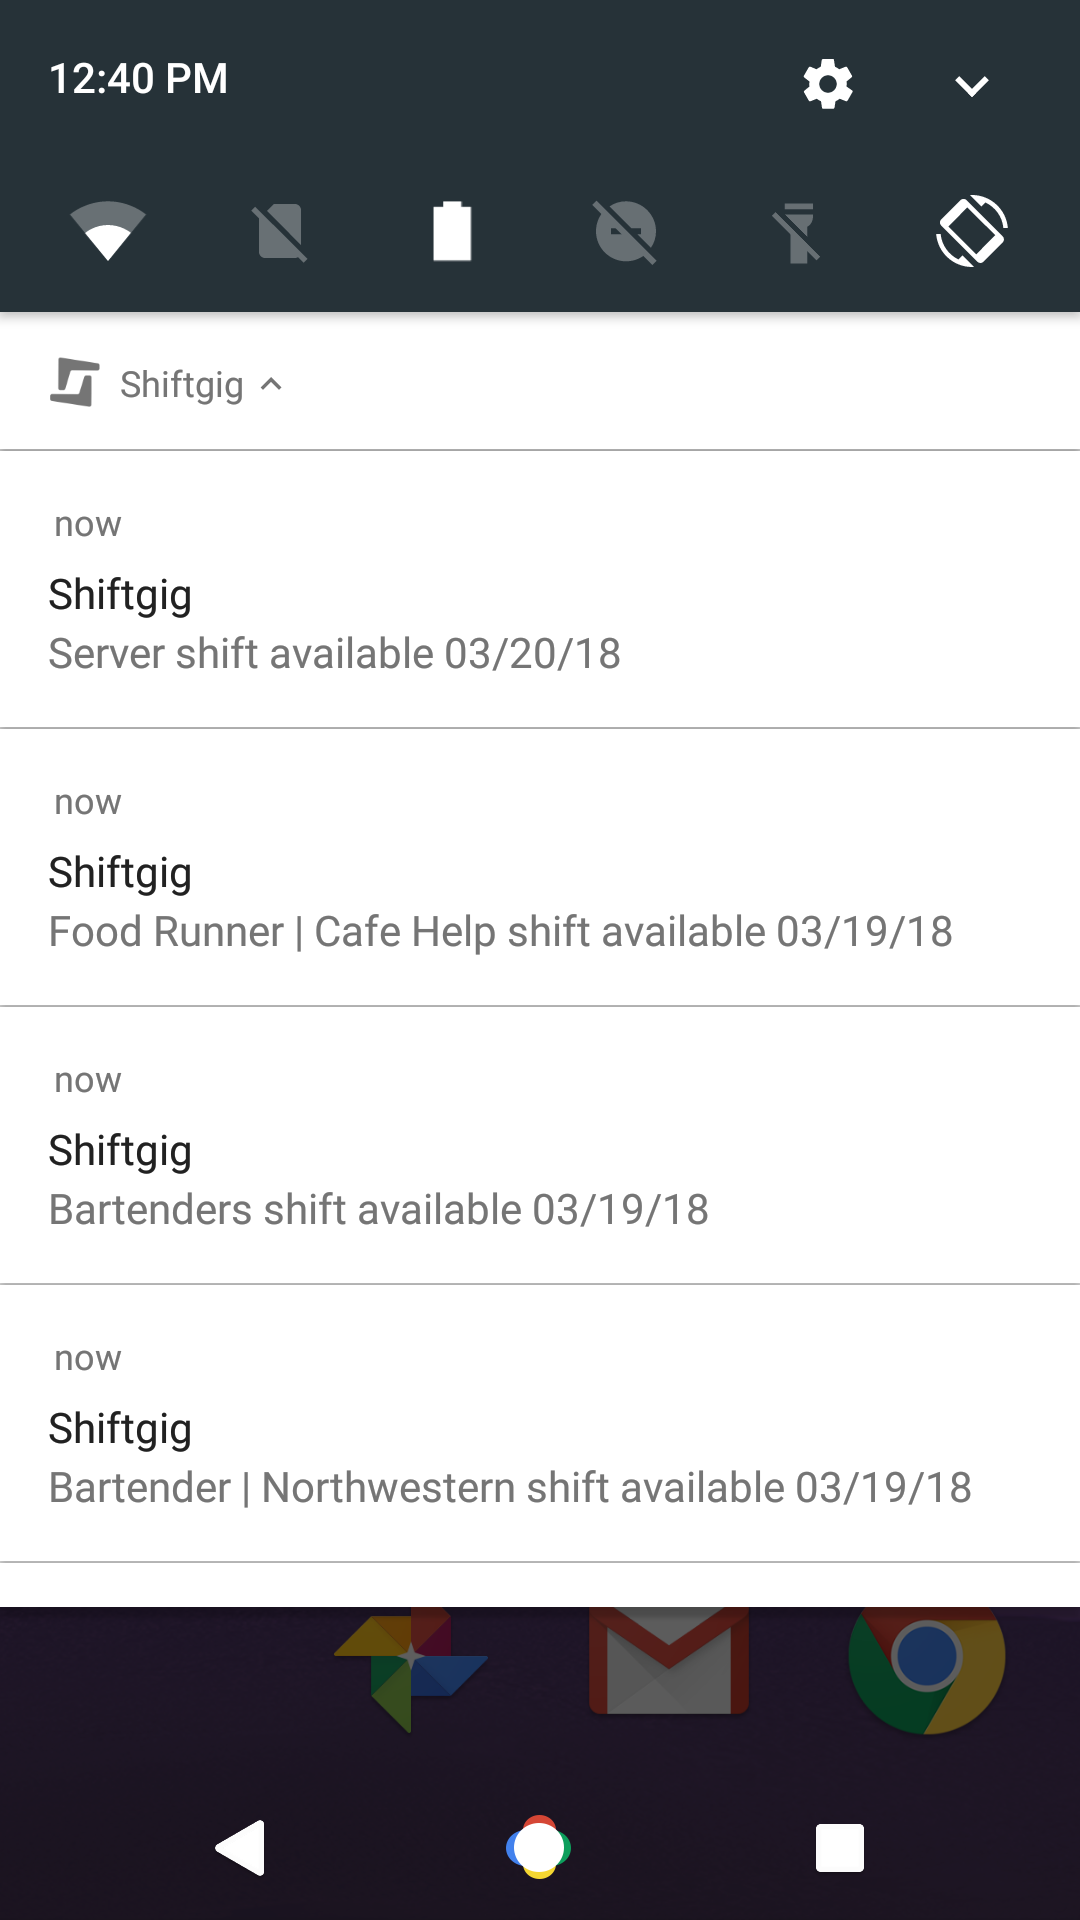 12:40 PM
Shiftgig
now
Shiftgig
Server shift available 03/20/18
now
Shiftgig
Food Runner | Cafe Help shift available 03/19/18
now
Shiftgig
Bartenders shift available 03/19/18
now
Shiftgig
Bartender | Northwestern shift available 03/19/18